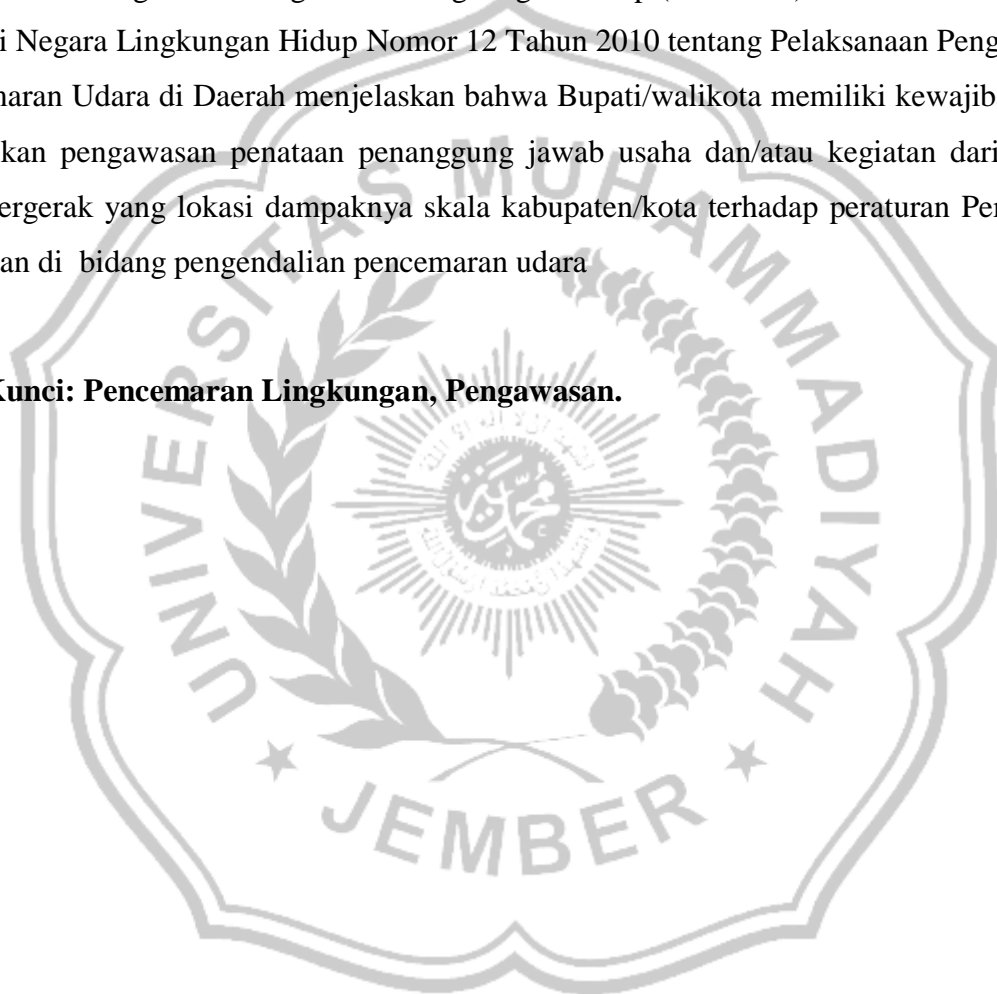 i Negara Lingkungan Hidup Nomor 12 Tahun 2010 tentang Pelaksanaan Peng
naran Udara di Daerah menjelaskan bahwa Bupati/walikota memiliki kewajib
kan pengawasan penataan penanggung jawab usaha dan/atau kegiatan dari
ergerak yang lokasi dampaknya skala kabupaten/kota terhadap peraturan Per
an di bidang pengendalian pencemaran udara
Kunci: Pencemaran Lingkungan, Pengawasan.
UNIVERSITAS MUHAMMADIYAH
JEMBER